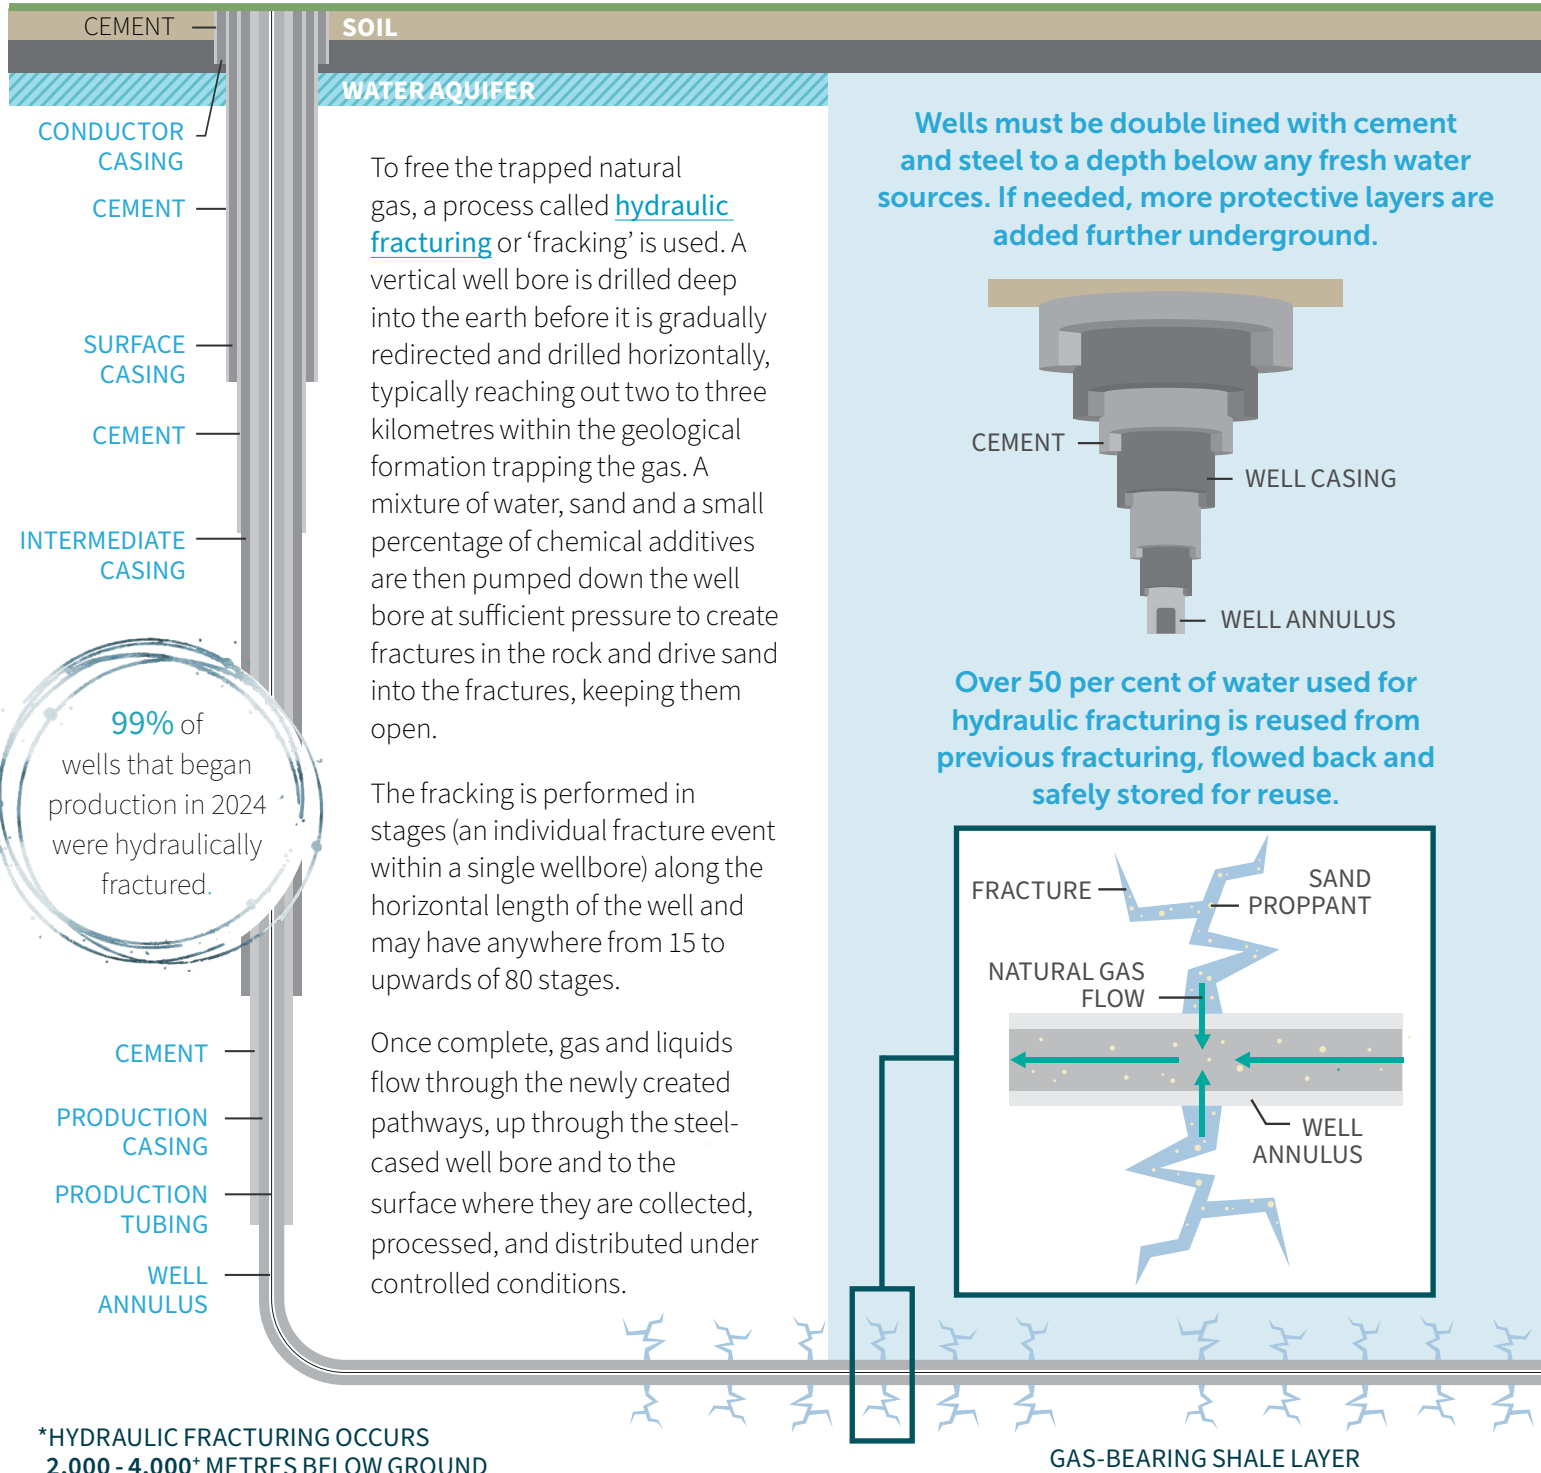 CEMENT
SOIL
WATER AQUIFER
CONDUCTOR
CASING
CEMENT
SURFACE
CASING
CEMENT
INTERMEDIATE
CASING
99% of
wells that began
production in 2024
were hydraulically
fractured.
CEMENT
PRODUCTION
CASING
PRODUCTION
TUBING
WELL
ANNULUS
To free the trapped natural
gas, a process called hydraulic
fracturing or ‘fracking’ is used. A
vertical well bore is drilled deep
into the earth before it is gradually
redirected and drilled horizontally,
typically reaching out two to three
kilometres within the geological
formation trapping the gas. A
mixture of water, sand and a small
percentage of chemical additives
are then pumped down the well
bore at sufficient pressure to create
fractures in the rock and drive sand
into the fractures, keeping them
open.
The fracking is performed in
stages (an individual fracture event
within a single wellbore) along the
horizontal length of the well and
may have anywhere from 15 to
upwards of 80 stages.
Once complete, gas and liquids
flow through the newly created
pathways, up through the steel-
cased well bore and to the
surface where they are collected,
processed, and distributed under
controlled conditions.
Wells must be double lined with cement
and steel to a depth below any fresh water
sources. If needed, more protective layers are
added further underground.
CEMENT
WELL CASING
WELL ANNULUS
Over 50 per cent of water used for
hydraulic fracturing is reused from
previous fracturing, flowed back and
safely stored for reuse.
FRACTURE
SAND
PROPPANT
NATURAL GAS
FLOW
WELL
ANNULUS
*HYDRAULIC FRACTURING OCCURS
2,000 - 4,000+ METRES BELOW GROUND
GAS-BEARING SHALE LAYER